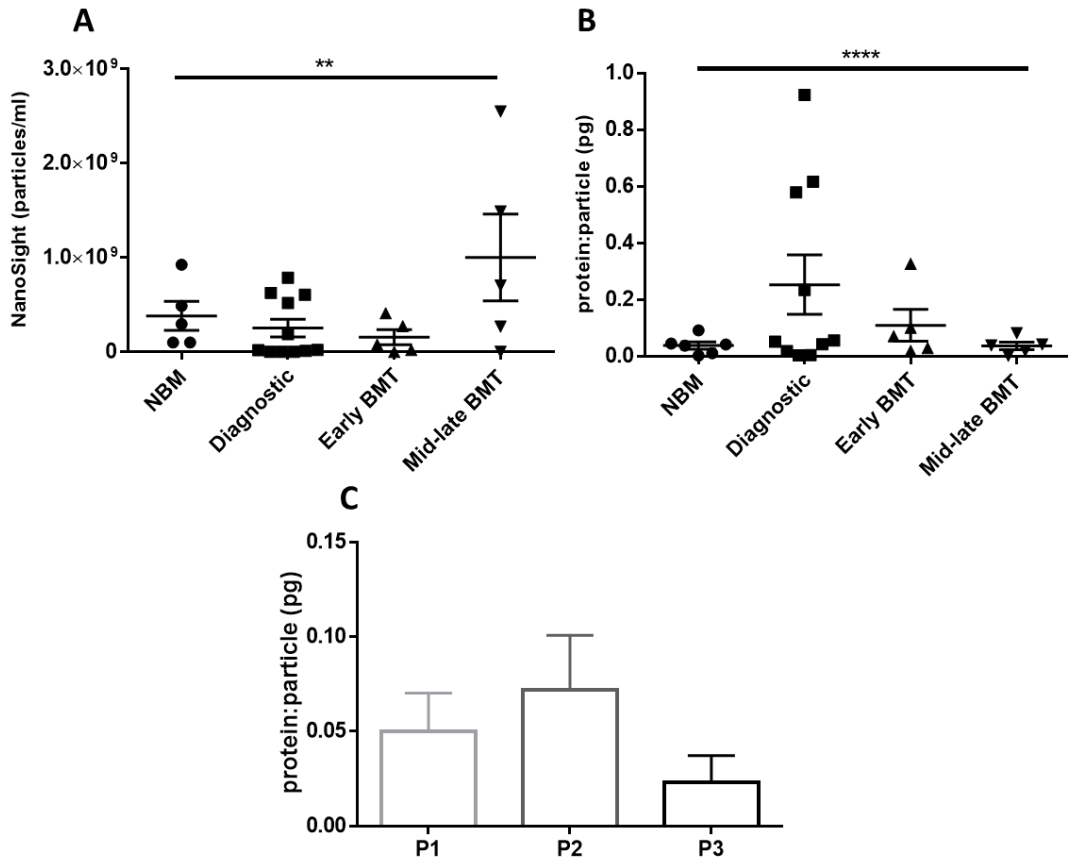 A
NanoSight (particles/ml)
3.0×10⁹
2.0×10⁹
1.0×10⁹
0
**
NBM
Diagnostic
Early BMT
Mid-late BMT
B
protein:particle (pg)
1.0
0.8
0.6
0.4
0.2
0.0
****
NBM
Diagnostic
Early BMT
Mid-late BMT
C
protein:particle (pg)
0.15
0.10
0.05
0.00
P1
P2
P3